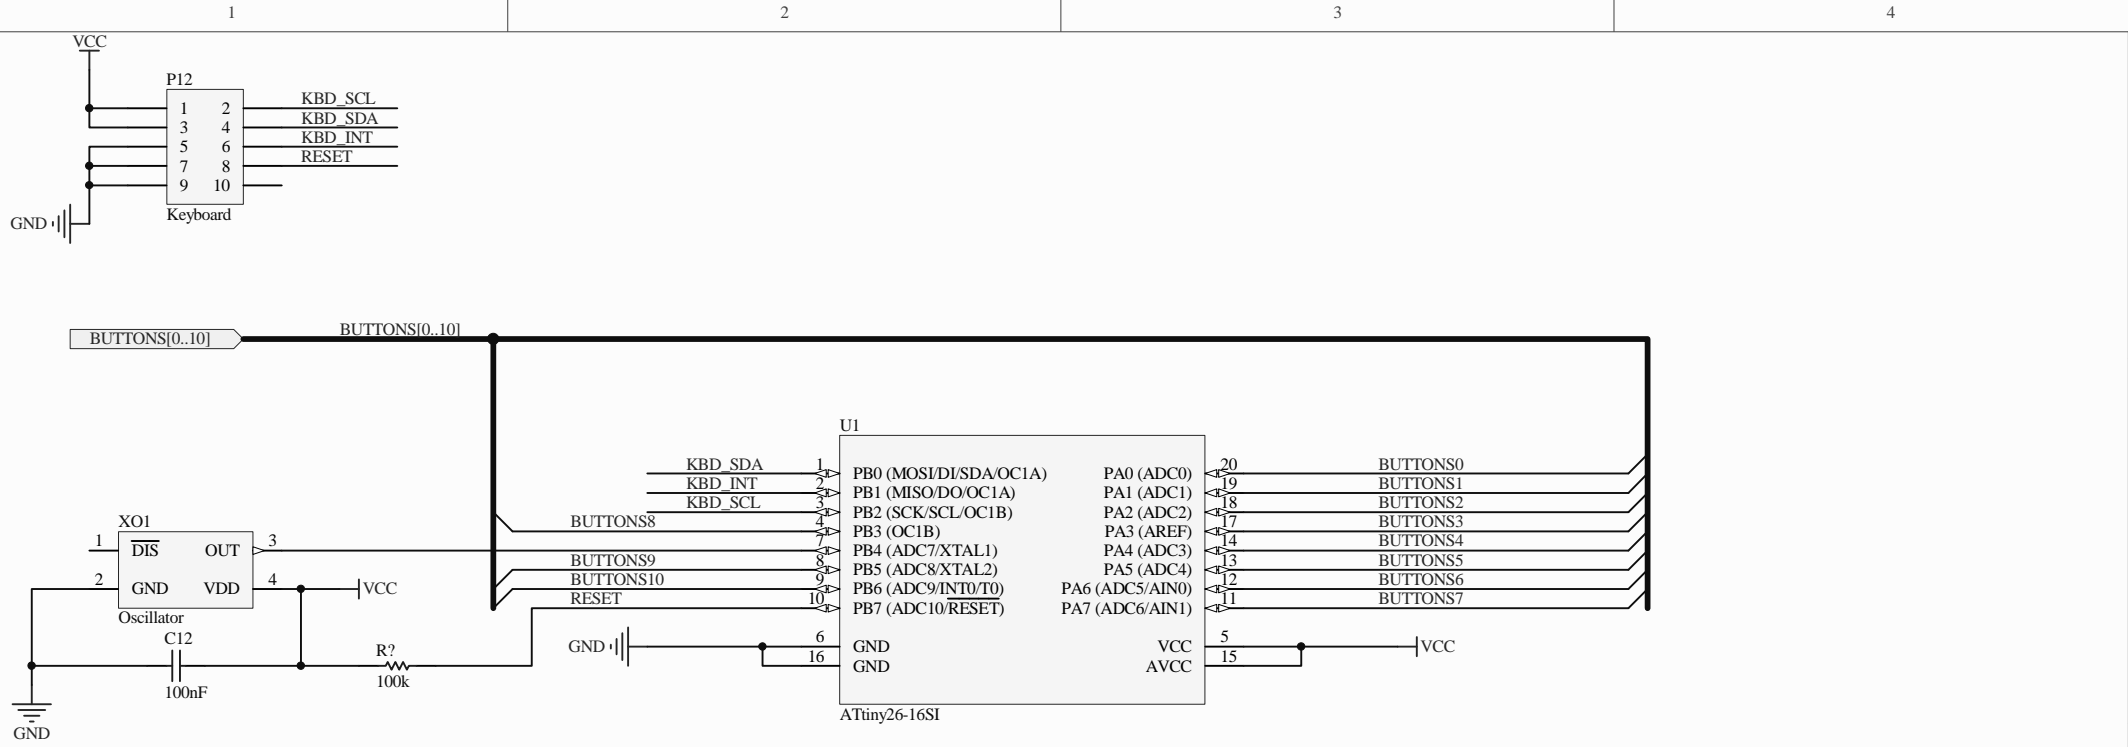 1 2 3 4
VCC
P12
1 2 KBD_SCL
3 4 KBD_SDA
5 6 KBD_INT
7 8 RESET
9 10
GND
Keyboard
BUTTONS[0..10] BUTTONS[0..10]
U1
KBD_SDA 1 PB0 (MOSI/DI/SDA/OC1A) PA0 (ADC0) 20 BUTTONS0
KBD_INT 2 PB1 (MISO/DO/OC1A) PA1 (ADC1) 19 BUTTONS1
KBD_SCL 3 PB2 (SCK/SCL/OC1B) PA2 (ADC2) 18 BUTTONS2
BUTTONS8 4 PB3 (OC1B) PA3 (AREF) 17 BUTTONS3
7 PB4 (ADC7/XTAL1) PA4 (ADC3) 14 BUTTONS4
BUTTONS9 8 PB5 (ADC8/XTAL2) PA5 (ADC4) 13 BUTTONS5
BUTTONS10 9 PB6 (ADC9/INT0/T0) PA6 (ADC5/AIN0) 12 BUTTONS6
RESET 10 PB7 (ADC10/RESET) PA7 (ADC6/AIN1) 11 BUTTONS7
GND 6 GND VCC 5 VCC
16 GND AVCC 15
ATtiny26-16SI
XO1
1 DIS OUT 3
2 GND VDD 4 VCC
Oscillator
C12
100nF
R?
100k
GND